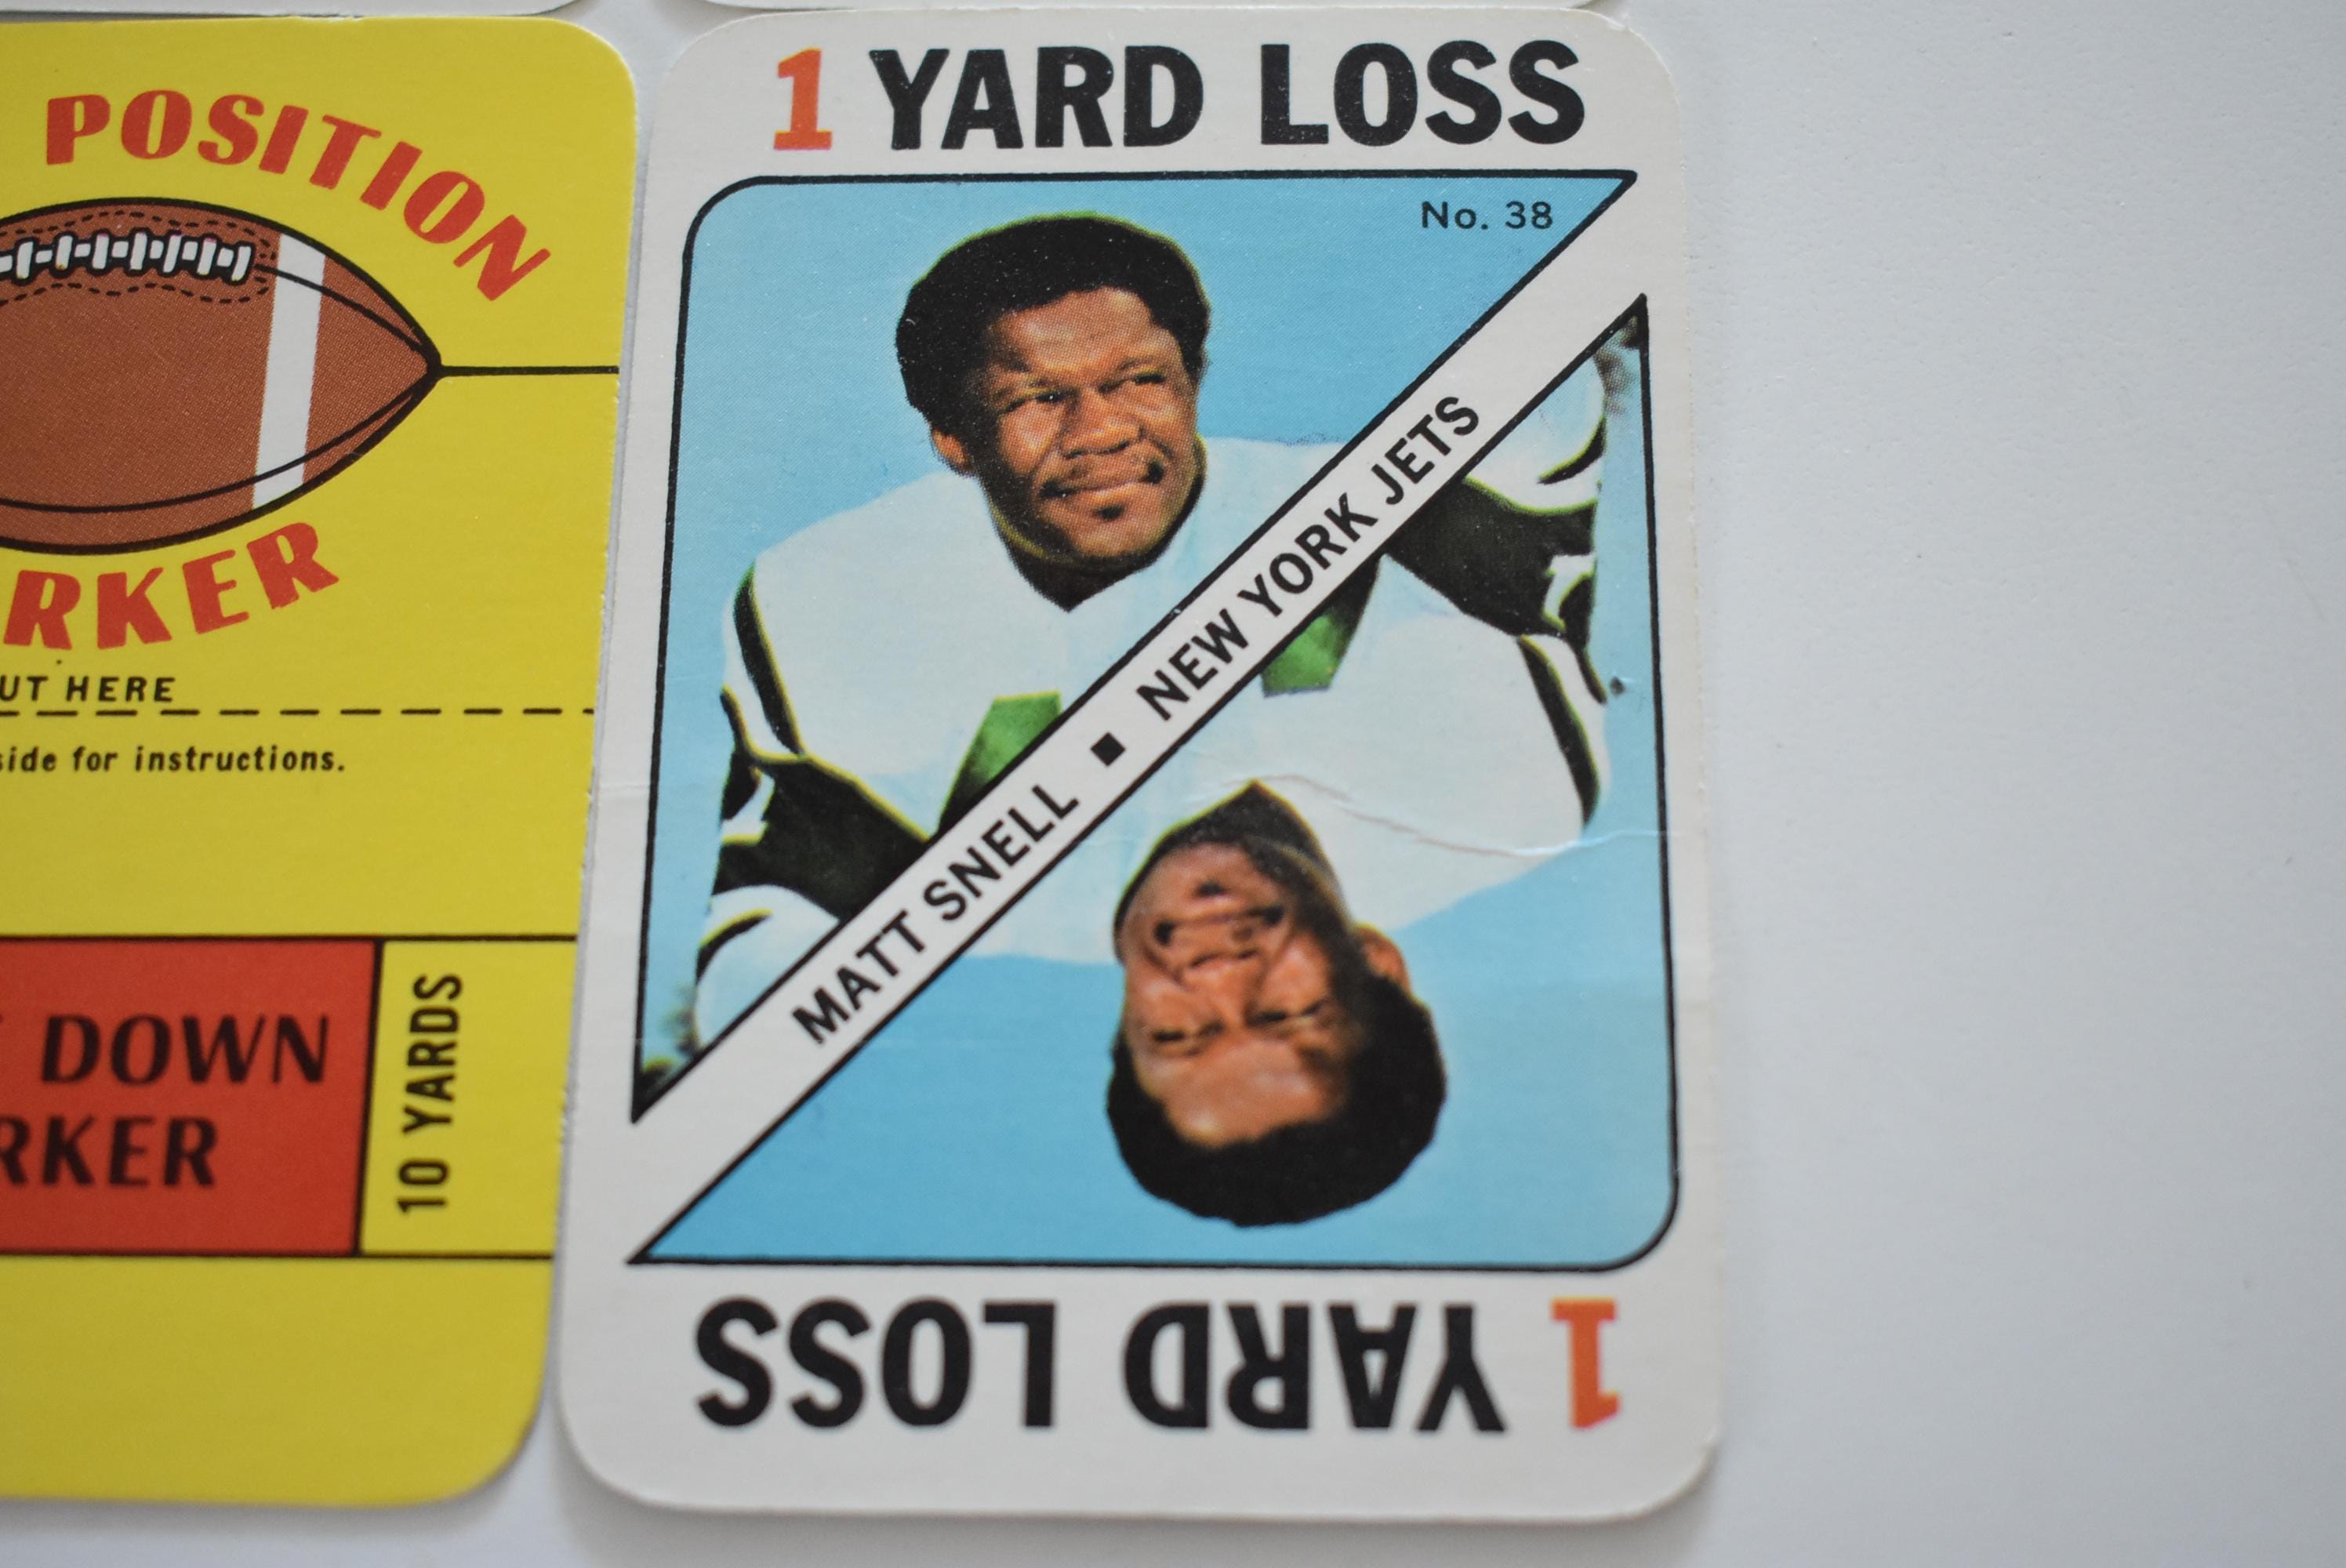 POSITION
RKER
UT HERE
side for instructions.
DOWN
RKER
10 YARDS
1 YARD LOSS
No. 38
MATT SNELL ▪ NEW YORK JETS
1 YARD LOSS